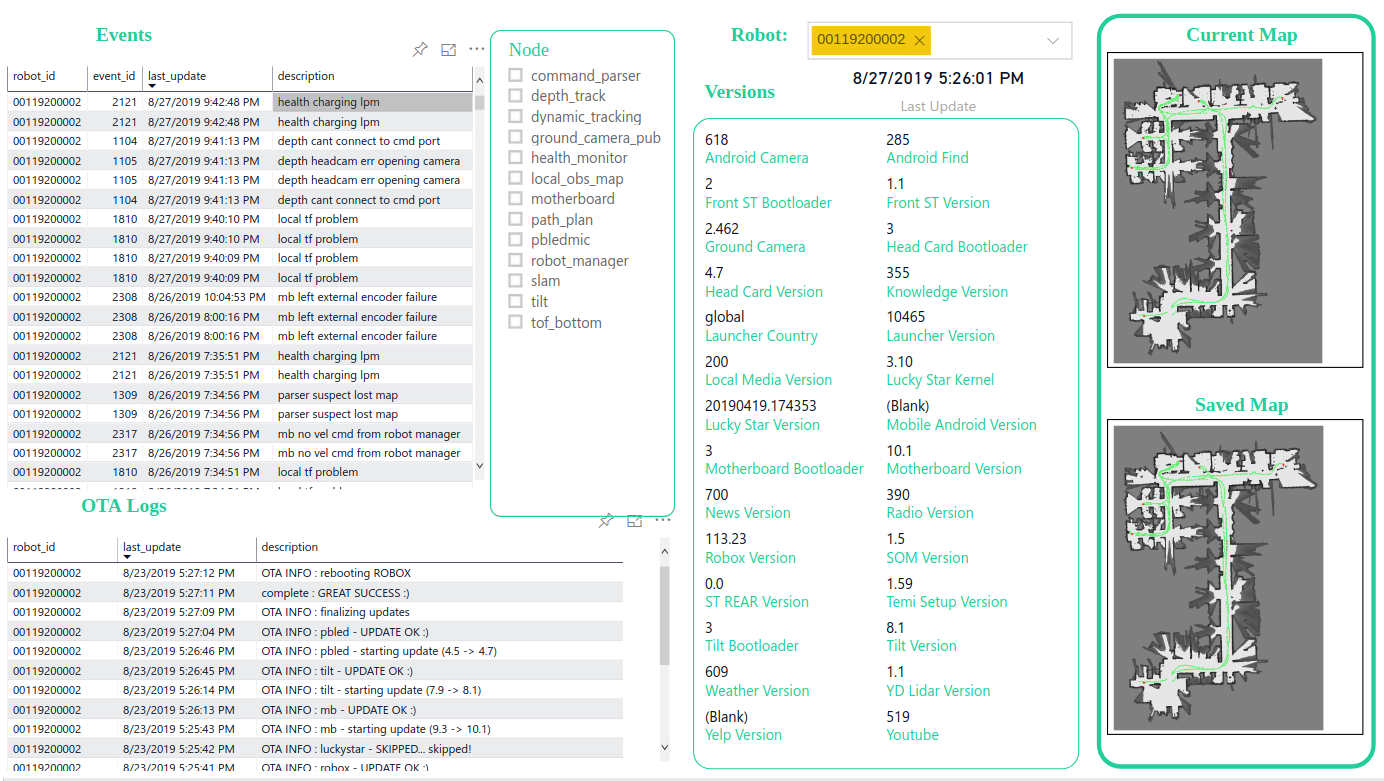 Events
robot_id event_id last_update description
00119200002 2121 8/27/2019 9:42:48 PM health charging lpm
00119200002 2121 8/27/2019 9:42:48 PM health charging lpm
00119200002 1104 8/27/2019 9:41:13 PM depth cant connect to cmd port
00119200002 1105 8/27/2019 9:41:13 PM depth headcam err opening camera
00119200002 1105 8/27/2019 9:41:13 PM depth headcam err opening camera
00119200002 1104 8/27/2019 9:41:13 PM depth cant connect to cmd port
00119200002 1810 8/27/2019 9:40:10 PM local tf problem
00119200002 1810 8/27/2019 9:40:10 PM local tf problem
00119200002 1810 8/27/2019 9:40:09 PM local tf problem
00119200002 1810 8/27/2019 9:40:09 PM local tf problem
00119200002 2308 8/26/2019 10:04:53 PM mb left external encoder failure
00119200002 2308 8/26/2019 8:00:16 PM mb left external encoder failure
00119200002 2308 8/26/2019 8:00:16 PM mb left external encoder failure
00119200002 2121 8/26/2019 7:35:51 PM health charging lpm
00119200002 2121 8/26/2019 7:35:51 PM health charging lpm
00119200002 1309 8/26/2019 7:34:56 PM parser suspect lost map
00119200002 1309 8/26/2019 7:34:56 PM parser suspect lost map
00119200002 2317 8/26/2019 7:34:56 PM mb no vel cmd from robot manager
00119200002 2317 8/26/2019 7:34:56 PM mb no vel cmd from robot manager
00119200002 1810 8/26/2019 7:34:51 PM local tf problem
Node
command_parser
depth_track
dynamic_tracking
ground_camera_pub
health_monitor
local_obs_map
motherboard
path_plan
pbledmic
robot_manager
slam
tilt
tof_bottom
OTA Logs
robot_id last_update description
00119200002 8/23/2019 5:27:12 PM OTA INFO : rebooting ROBOX
00119200002 8/23/2019 5:27:11 PM complete : GREAT SUCCESS :)
00119200002 8/23/2019 5:27:09 PM OTA INFO : finalizing updates
00119200002 8/23/2019 5:27:04 PM OTA INFO : pbled - UPDATE OK :)
00119200002 8/23/2019 5:26:46 PM OTA INFO : pbled - starting update (4.5 -> 4.7)
00119200002 8/23/2019 5:26:45 PM OTA INFO : tilt - UPDATE OK :)
00119200002 8/23/2019 5:26:14 PM OTA INFO : tilt - starting update (7.9 -> 8.1)
00119200002 8/23/2019 5:26:13 PM OTA INFO : mb - UPDATE OK :)
00119200002 8/23/2019 5:25:43 PM OTA INFO : mb - starting update (9.3 -> 10.1)
00119200002 8/23/2019 5:25:42 PM OTA INFO : luckystar - SKIPPED... skipped!
00119200002 8/23/2019 5:25:41 PM OTA INFO : robox - UPDATE OK :)
Robot: 00119200002
8/27/2019 5:26:01 PM
Versions
Last Update
618 285
Android Camera Android Find
2 1.1
Front ST Bootloader Front ST Version
2.462 3
Ground Camera Head Card Bootloader
4.7 355
Head Card Version Knowledge Version
global 10465
Launcher Country Launcher Version
200 3.10
Local Media Version Lucky Star Kernel
20190419.174353 (Blank)
Lucky Star Version Mobile Android Version
3 10.1
Motherboard Bootloader Motherboard Version
700 390
News Version Radio Version
113.23 1.5
Robox Version SOM Version
0.0 1.59
ST REAR Version Temi Setup Version
3 8.1
Tilt Bootloader Tilt Version
609 1.1
Weather Version YD Lidar Version
(Blank) 519
Yelp Version Youtube
Current Map
Saved Map